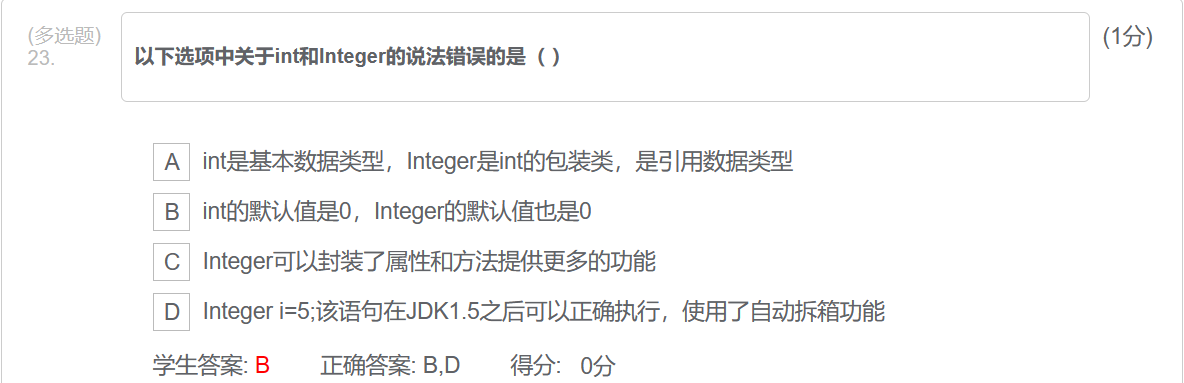 (多选题)
23.
以下选项中关于int和Integer的说法错误的是（ ）
(1分)
A int是基本数据类型，Integer是int的包装类，是引用数据类型
B int的默认值是0，Integer的默认值也是0
C Integer可以封装了属性和方法提供更多的功能
D Integer i=5;该语句在JDK1.5之后可以正确执行，使用了自动拆箱功能
学生答案: B 正确答案: B,D 得分: 0分